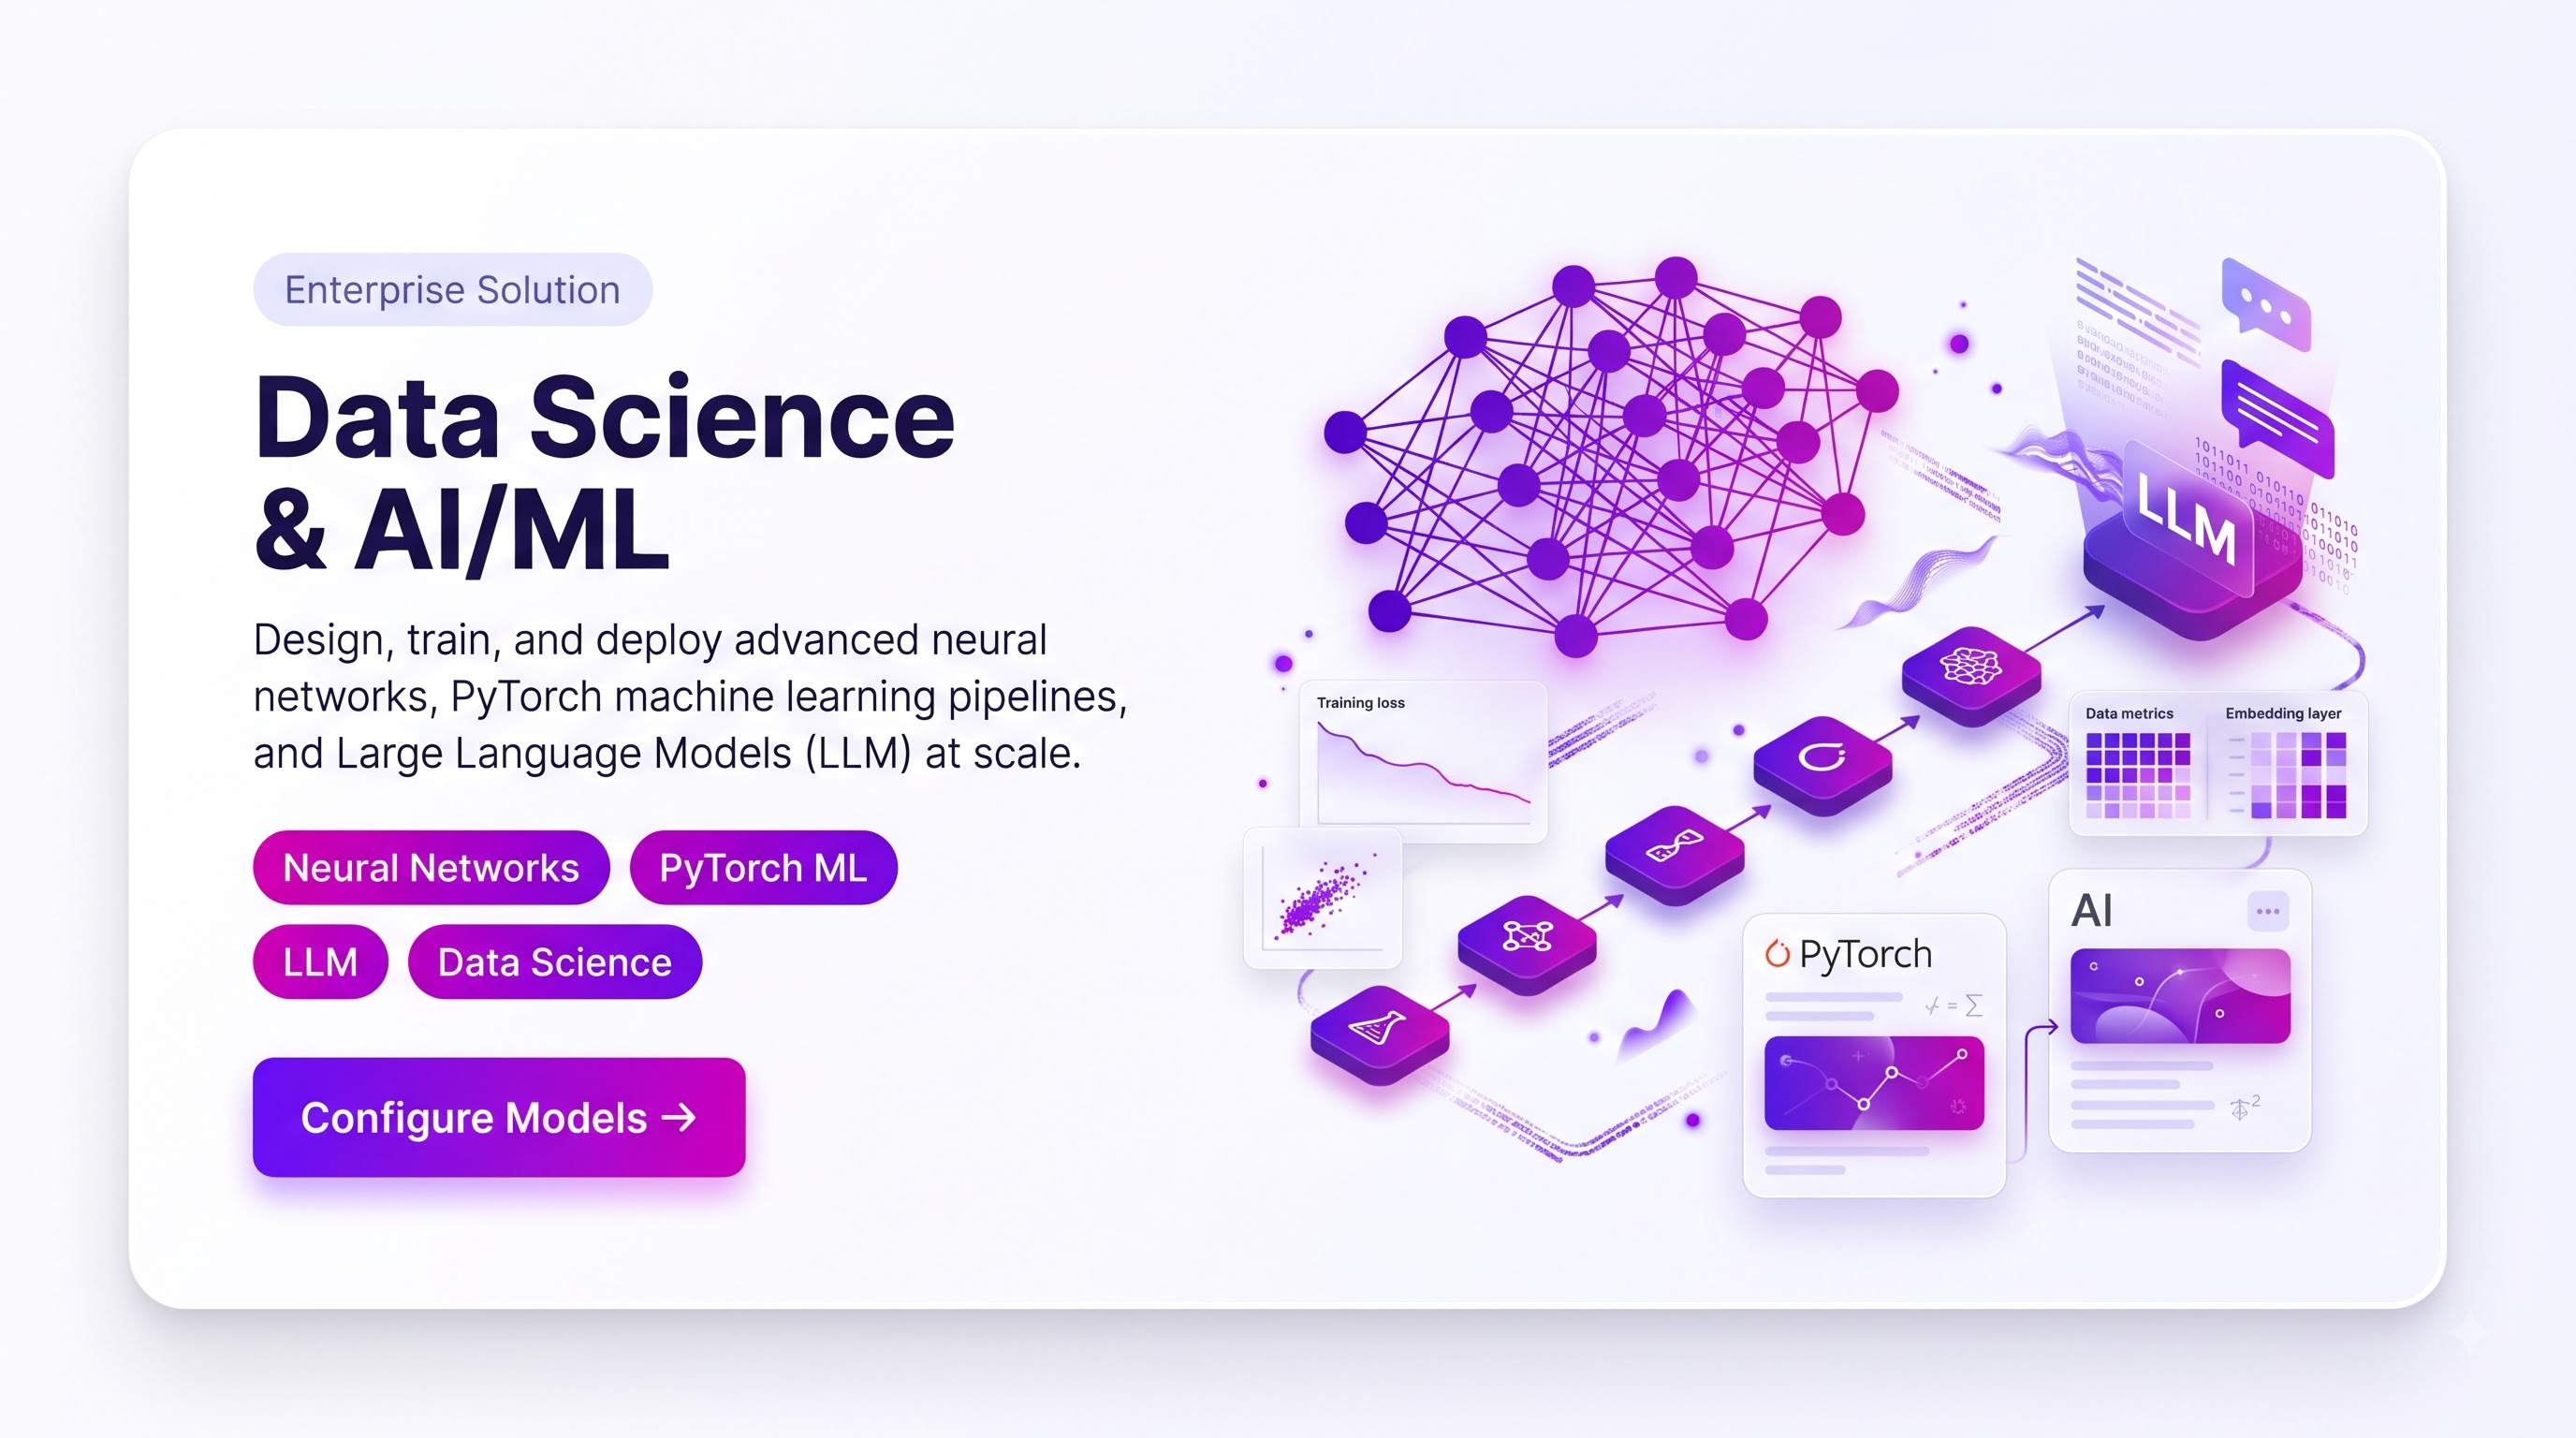 Enterprise Solution
Data Science
& AI/ML
Design, train, and deploy advanced neural
networks, PyTorch machine learning pipelines,
and Large Language Models (LLM) at scale.
Neural Networks
PyTorch ML
LLM
Data Science
Configure Models →
LLM
Training loss
Data metrics
Embedding layer
PyTorch
AI